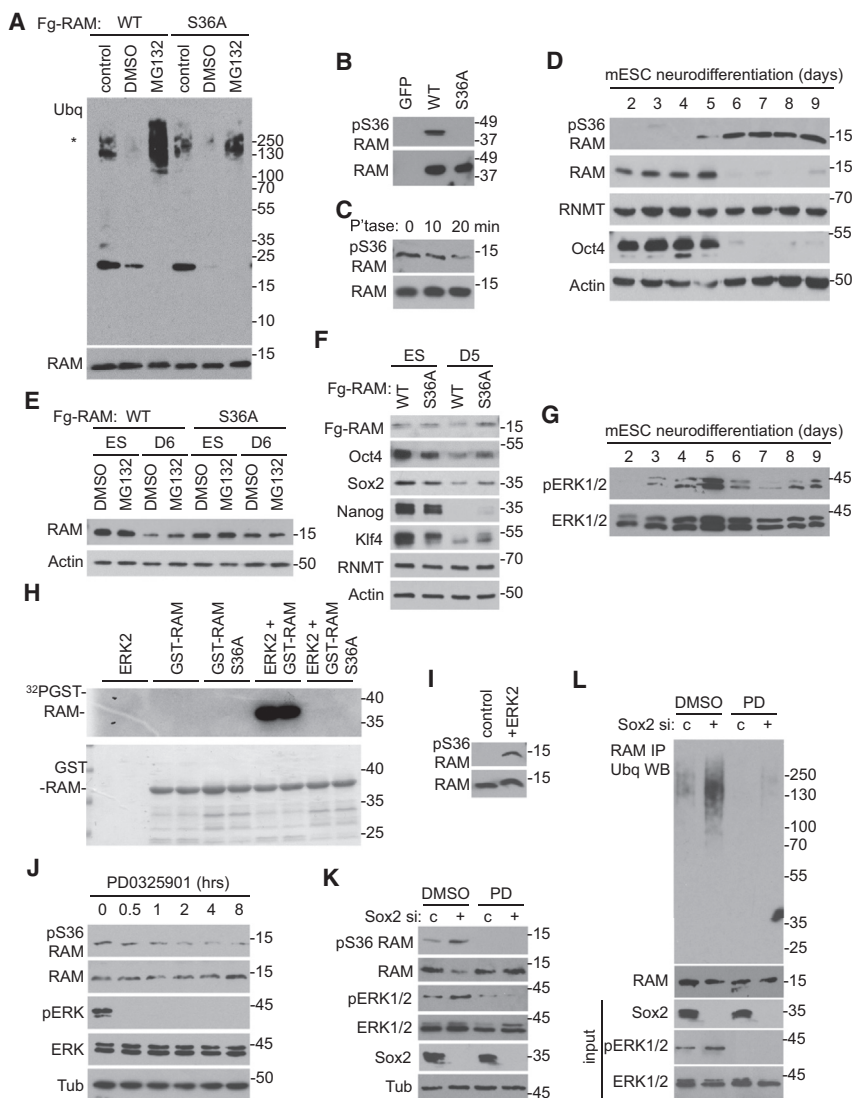 A
Fg-RAM: WT S36A
control DMSO MG132 control DMSO MG132
Ubq
*
-250
-130
-100
-70
-55
-35
-25
-15
-10
RAM
-15
B
GFP WT S36A
pS36
RAM
-49
-37
RAM
-49
-37
C
P'tase: 0 10 20 min
pS36
RAM
-15
RAM
-15
D
mESC neurodifferentiation (days)
2 3 4 5 6 7 8 9
pS36
RAM
-15
RAM
-15
RNMT
-70
Oct4
-55
Actin
-50
E
Fg-RAM: WT S36A
ES D6 ES D6
DMSO MG132 DMSO MG132 DMSO MG132 DMSO MG132
RAM
-15
Actin
-50
F
ES D5
Fg-RAM: WT S36A WT S36A
Fg-RAM
-15
Oct4
-55
Sox2
-35
Nanog
-35
Klf4
-55
RNMT
-70
Actin
-50
G
mESC neurodifferentiation (days)
2 3 4 5 6 7 8 9
pERK1/2
-45
ERK1/2
-45
H
ERK2
GST-RAM
GST-RAM S36A
ERK2 + GST-RAM
ERK2 + GST-RAM S36A
³²PGST-
RAM-
-40
-35
GST
-RAM-
-40
-35
-25
I
control +ERK2
pS36
RAM
-15
RAM
-15
J
PD0325901 (hrs)
0 0.5 1 2 4 8
pS36
RAM
-15
RAM
-15
pERK
-45
ERK
-45
Tub
-50
K
DMSO PD
Sox2 si: c + c +
pS36 RAM
-15
RAM
-15
pERK1/2
-45
ERK1/2
-45
Sox2
-35
Tub
-45
L
DMSO PD
Sox2 si: c + c +
RAM IP
Ubq WB
-250
-130
-100
-70
-55
-35
-25
RAM
-15
input
Sox2
-35
pERK1/2
-45
ERK1/2
-45